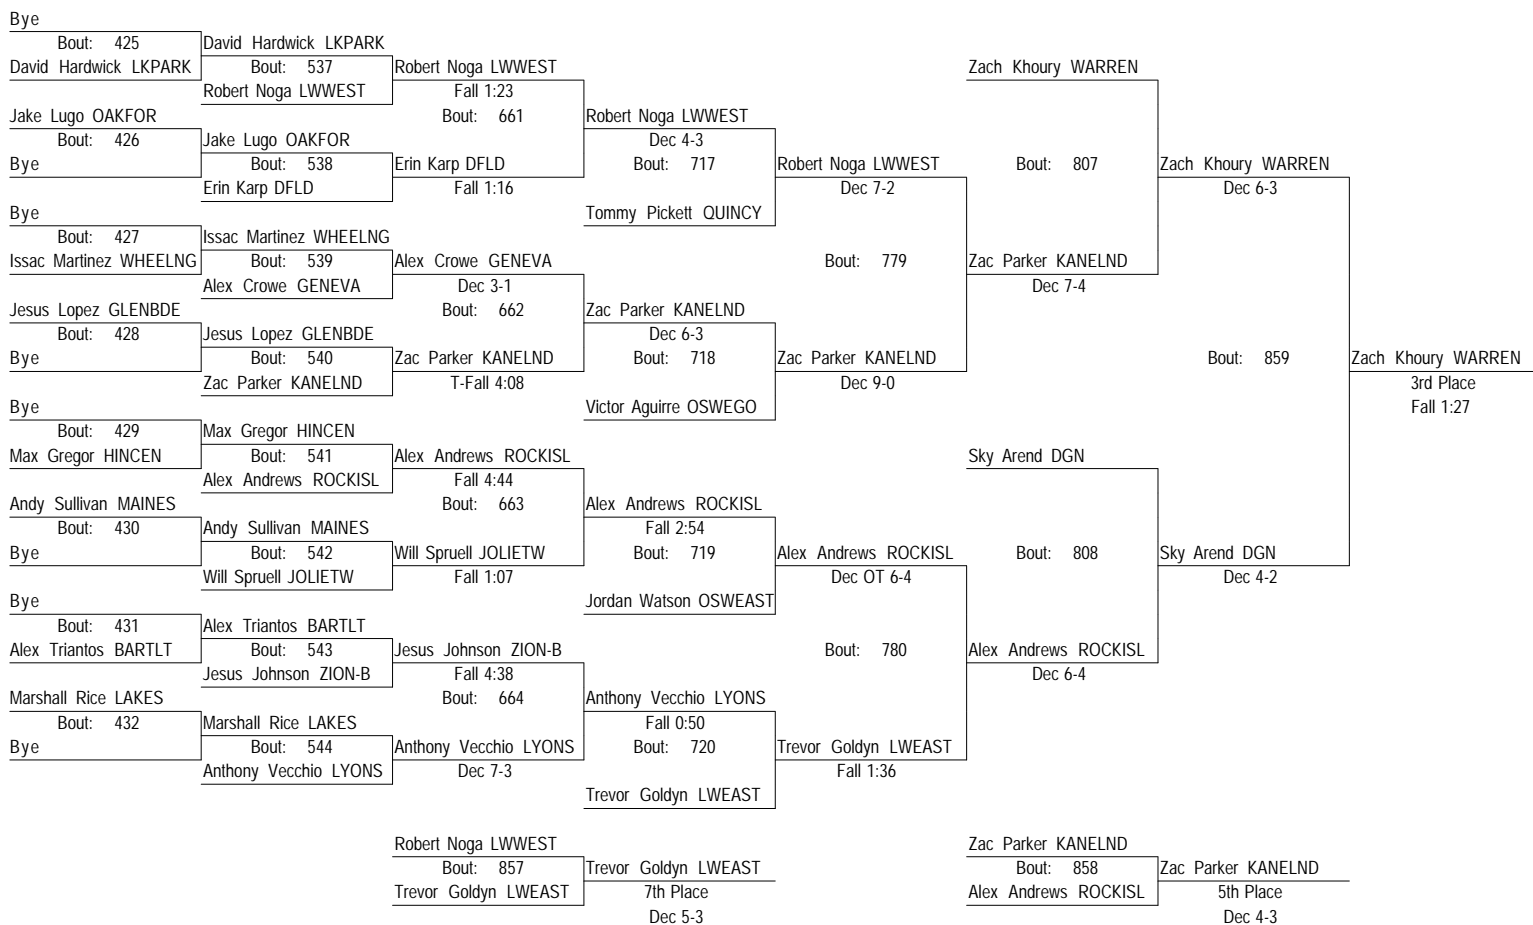 Bye
Bout: 425 David Hardwick LKPARK
David Hardwick LKPARK Bout: 537 Robert Noga LWWEST Zach Khoury WARREN
Robert Noga LWWEST Fall 1:23
Jake Lugo OAKFOR Bout: 661 Robert Noga LWWEST
Bout: 426 Jake Lugo OAKFOR Dec 4-3
Bye Bout: 538 Erin Karp DFLD Bout: 717 Robert Noga LWWEST Bout: 807 Zach Khoury WARREN
Erin Karp DFLD Fall 1:16 Dec 7-2 Dec 6-3
Bye Tommy Pickett QUINCY
Bout: 427 Issac Martinez WHEELNG
Issac Martinez WHEELNG Bout: 539 Alex Crowe GENEVA Bout: 779 Zac Parker KANELND
Alex Crowe GENEVA Dec 3-1 Dec 7-4
Jesus Lopez GLENBDE Bout: 662 Zac Parker KANELND
Bout: 428 Jesus Lopez GLENBDE Dec 6-3
Bye Bout: 540 Zac Parker KANELND Bout: 718 Zac Parker KANELND Bout: 859 Zach Khoury WARREN
Zac Parker KANELND T-Fall 4:08 Dec 9-0 3rd Place
Bye Victor Aguirre OSWEGO Fall 1:27
Bout: 429 Max Gregor HINCEN
Max Gregor HINCEN Bout: 541 Alex Andrews ROCKISL Sky Arend DGN
Alex Andrews ROCKISL Fall 4:44
Andy Sullivan MAINES Bout: 663 Alex Andrews ROCKISL
Bout: 430 Andy Sullivan MAINES Fall 2:54
Bye Bout: 542 Will Spruell JOLIETW Bout: 719 Alex Andrews ROCKISL Bout: 808 Sky Arend DGN
Will Spruell JOLIETW Fall 1:07 Dec OT 6-4 Dec 4-2
Bye Jordan Watson OSWEAST
Bout: 431 Alex Triantos BARTLT
Alex Triantos BARTLT Bout: 543 Jesus Johnson ZION-B Bout: 780 Alex Andrews ROCKISL
Jesus Johnson ZION-B Fall 4:38 Dec 6-4
Marshall Rice LAKES Bout: 664 Anthony Vecchio LYONS
Bout: 432 Marshall Rice LAKES Fall 0:50
Bye Bout: 544 Anthony Vecchio LYONS Bout: 720 Trevor Goldyn LWEAST
Anthony Vecchio LYONS Dec 7-3 Fall 1:36
Trevor Goldyn LWEAST
Robert Noga LWWEST Zac Parker KANELND
Bout: 857 Trevor Goldyn LWEAST Bout: 858 Zac Parker KANELND
Trevor Goldyn LWEAST 7th Place Alex Andrews ROCKISL 5th Place
Dec 5-3 Dec 4-3